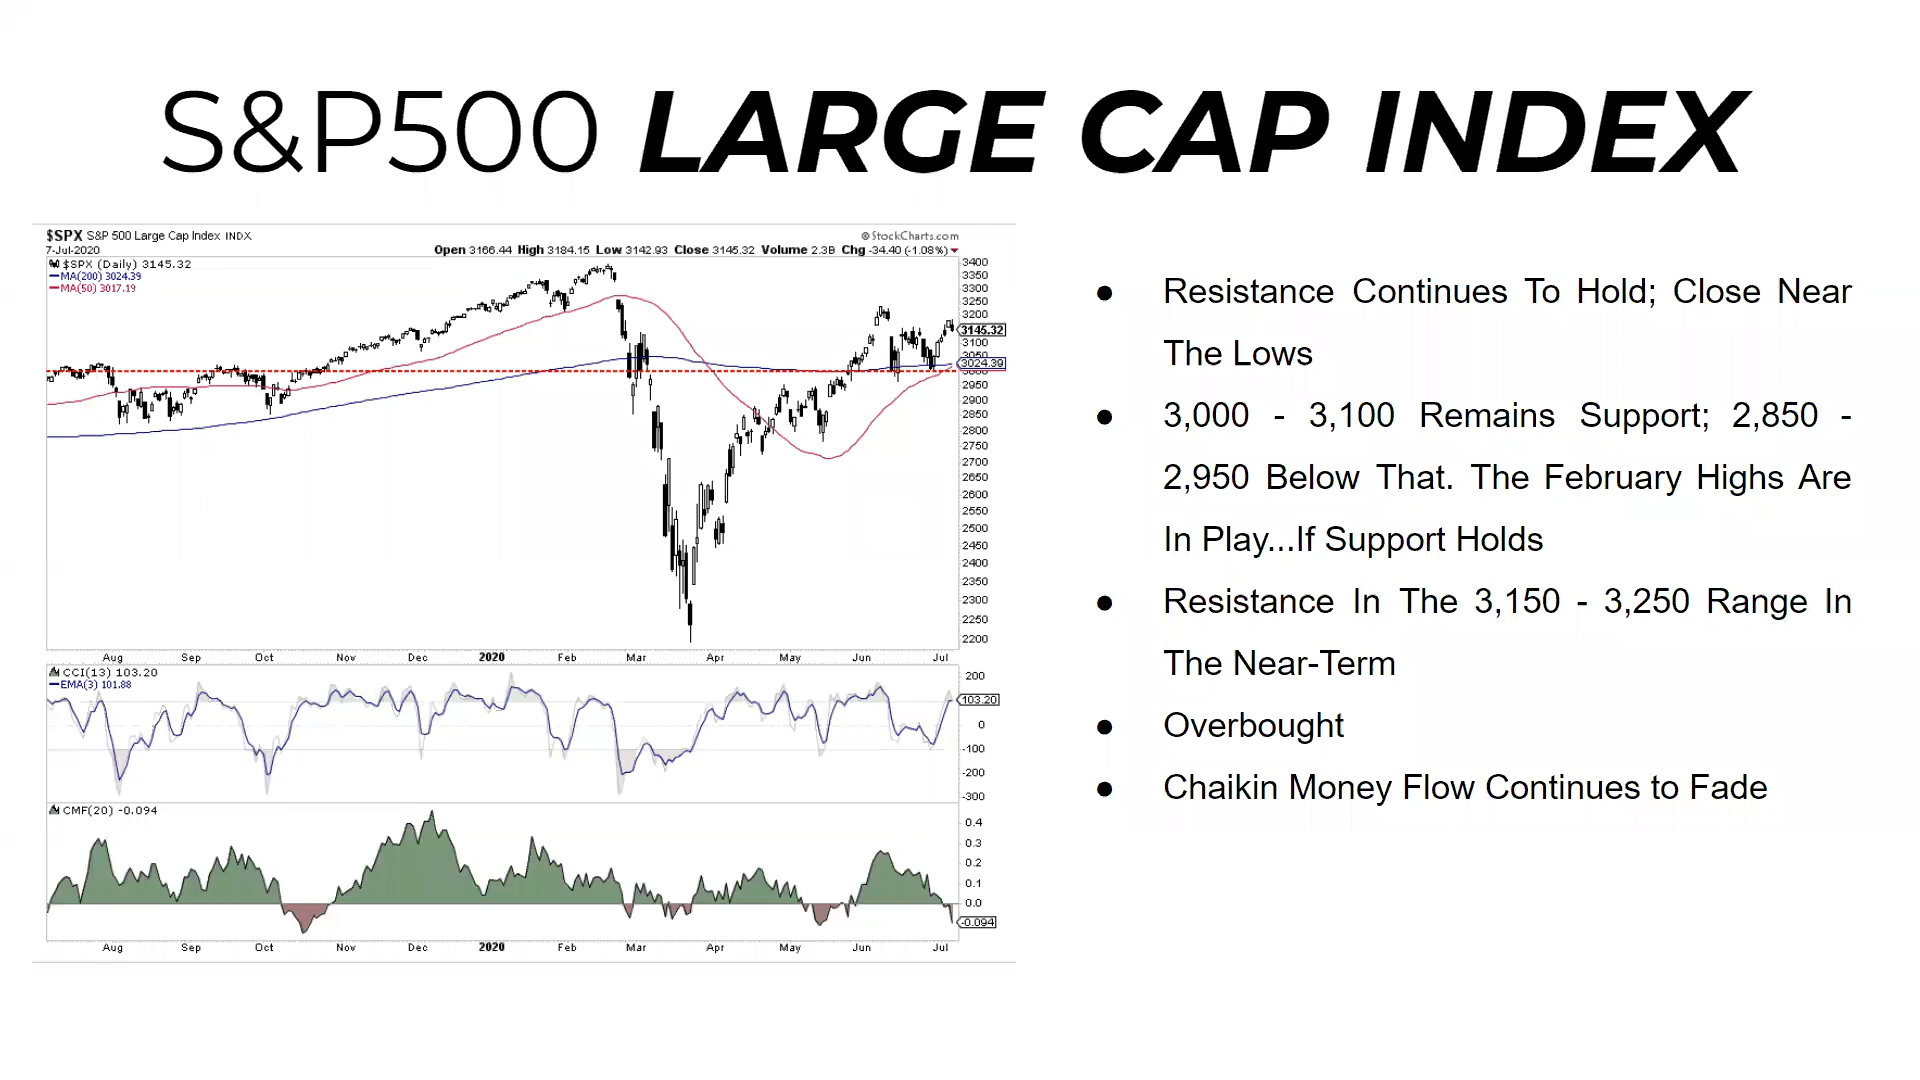 S&P500 LARGE CAP INDEX
$SPX S&P 500 Large Cap Index INDX
© StockCharts.com
7-Jul-2020
Open 3166.44 High 3184.15 Low 3142.93 Close 3145.32 Volume 2.3B Chg -34.40 (-1.08%)
$SPX (Daily) 3145.32
MA(200) 3024.39
MA(50) 3017.19
3400
3350
3300
3250
3200
3145.32
3100
3050
3024.39
3000
2950
2900
2850
2800
2750
2700
2650
2600
2550
2500
2450
2400
2350
2300
2250
2200
Aug Sep Oct Nov Dec 2020 Feb Mar Apr May Jun Jul
CCI(13) 103.20
EMA(3) 101.88
200
103.20
0
-100
-200
-300
CMF(20) -0.094
0.4
0.3
0.2
0.1
0.0
-0.094
Aug Sep Oct Nov Dec 2020 Feb Mar Apr May Jun Jul
● Resistance Continues To Hold; Close Near
The Lows
● 3,000 - 3,100 Remains Support; 2,850 -
2,950 Below That. The February Highs Are
In Play...If Support Holds
● Resistance In The 3,150 - 3,250 Range In
The Near-Term
● Overbought
● Chaikin Money Flow Continues to Fade